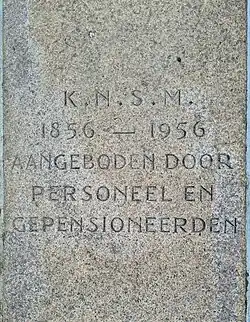 K.N.S.M.
1856 — 1956
AANGEBODEN DOOR
PERSONEEL EN
GEPENSIONEERDEN